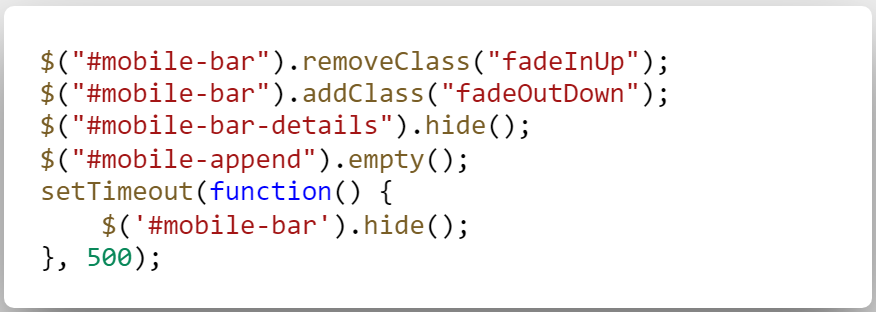 $("#mobile-bar").removeClass("fadeInUp");
$("#mobile-bar").addClass("fadeOutDown");
$("#mobile-bar-details").hide();
$("#mobile-append").empty();
setTimeout(function() {
    $('#mobile-bar').hide();
}, 500);